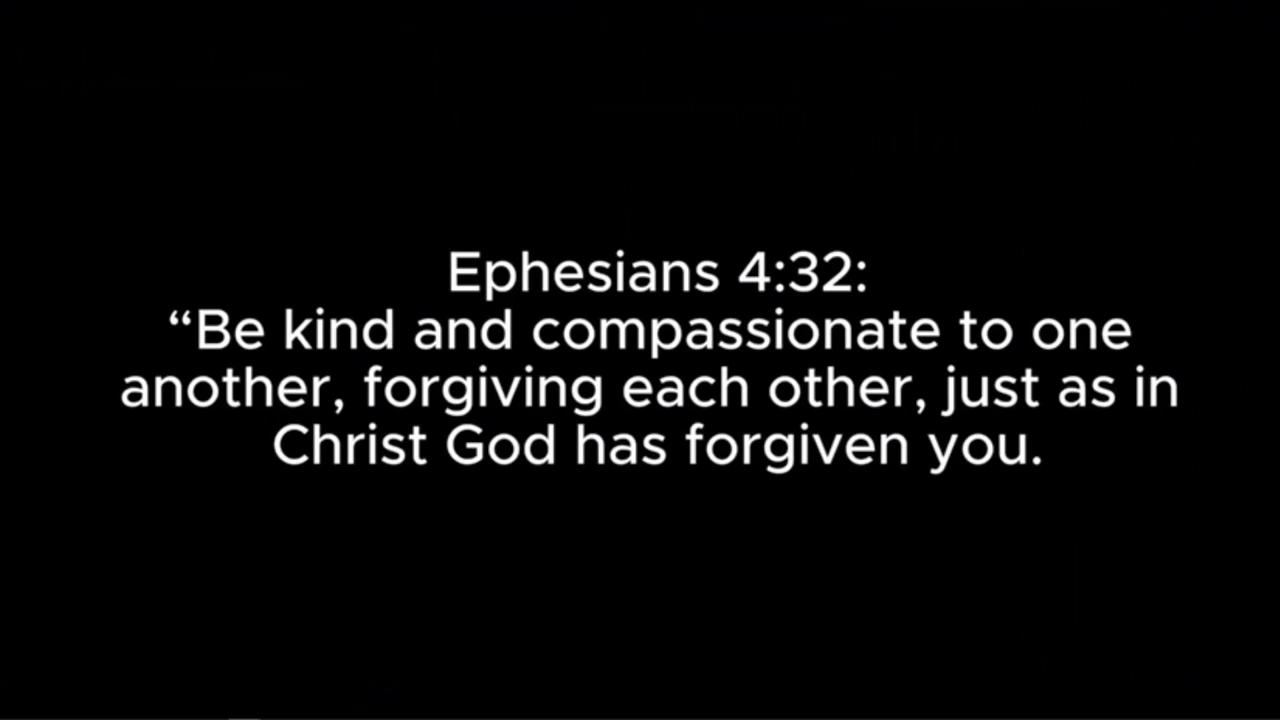 Ephesians 4:32:
“Be kind and compassionate to one
another, forgiving each other, just as in
Christ God has forgiven you.